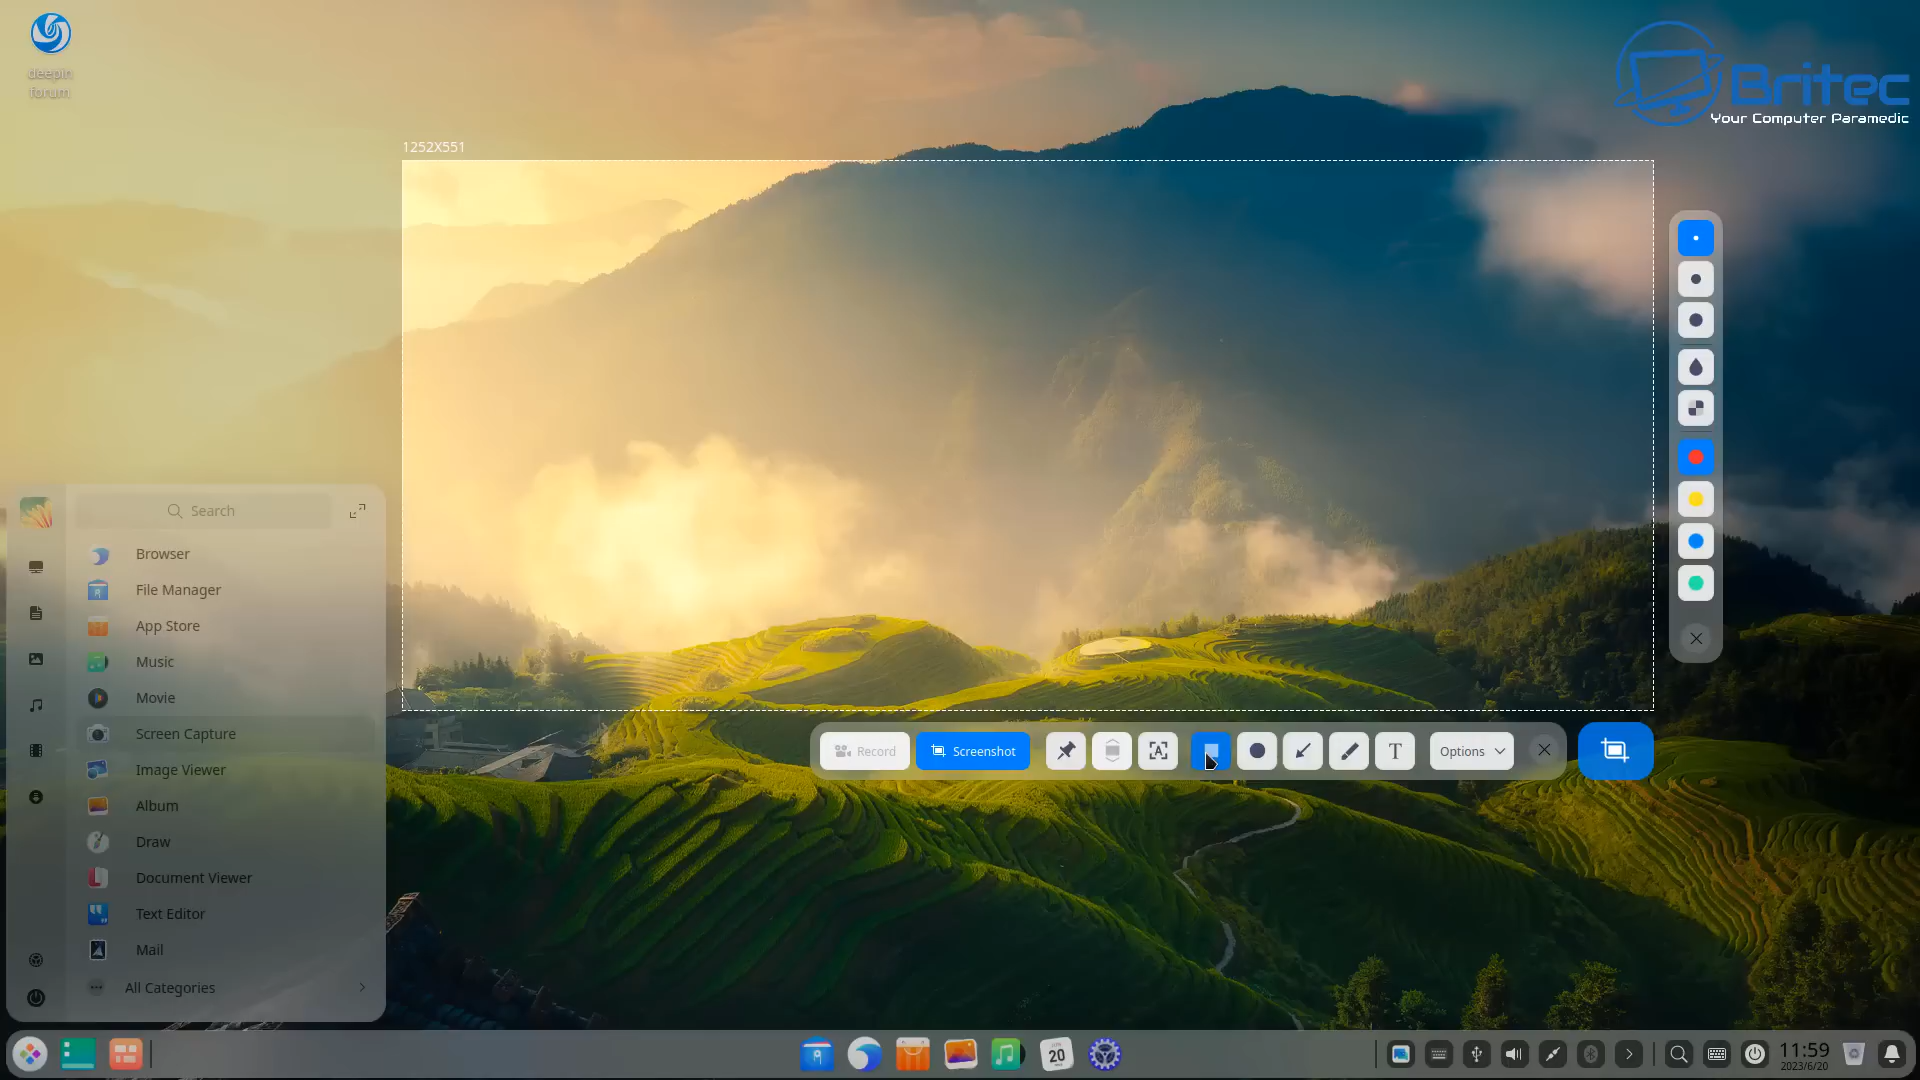 deepin
forum
Britec
Your Computer Paramedic
1252X551
Search
Browser
File Manager
App Store
Music
Movie
Screen Capture
Image Viewer
Album
Draw
Document Viewer
Text Editor
Mail
All Categories
Record
Screenshot
A
T
Options
JUN
20
11:59
2023/6/20